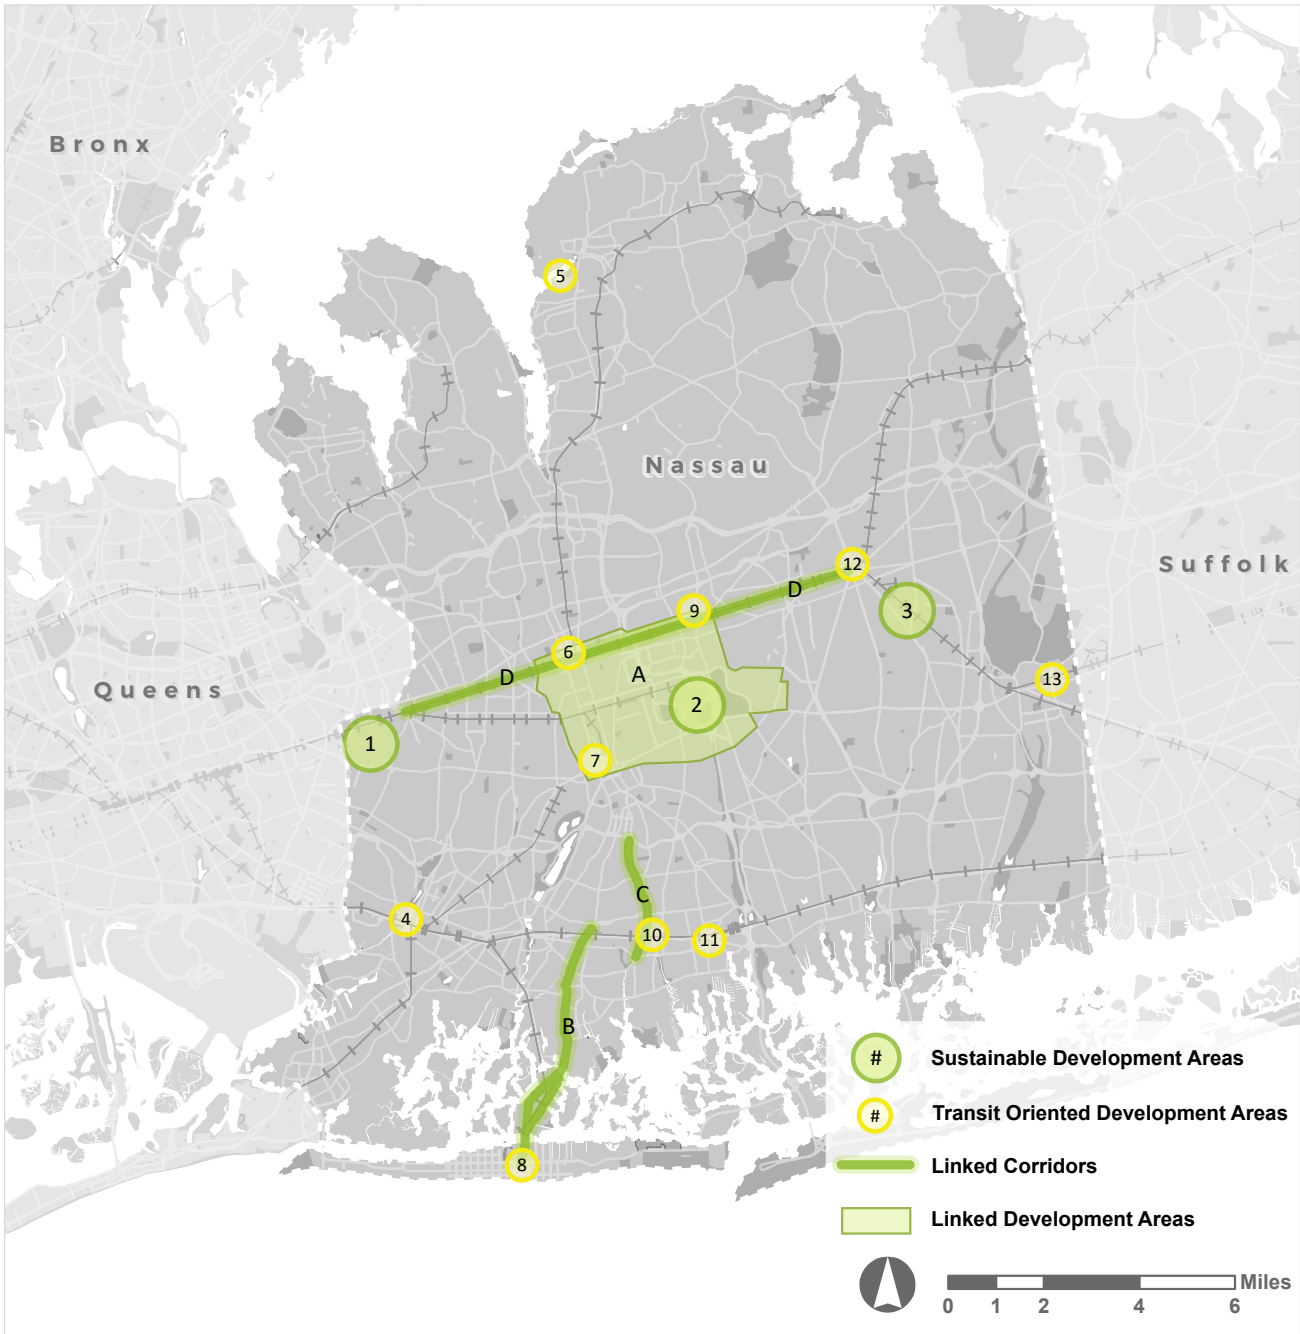 Bronx
5
Nassau
Suffolk
12
D
9
3
6
A
D
13
Queens
2
1
7
C
4
10
11
B
# Sustainable Development Areas
# Transit Oriented Development Areas
Linked Corridors
8
Linked Development Areas
Miles
0 1 2 4 6